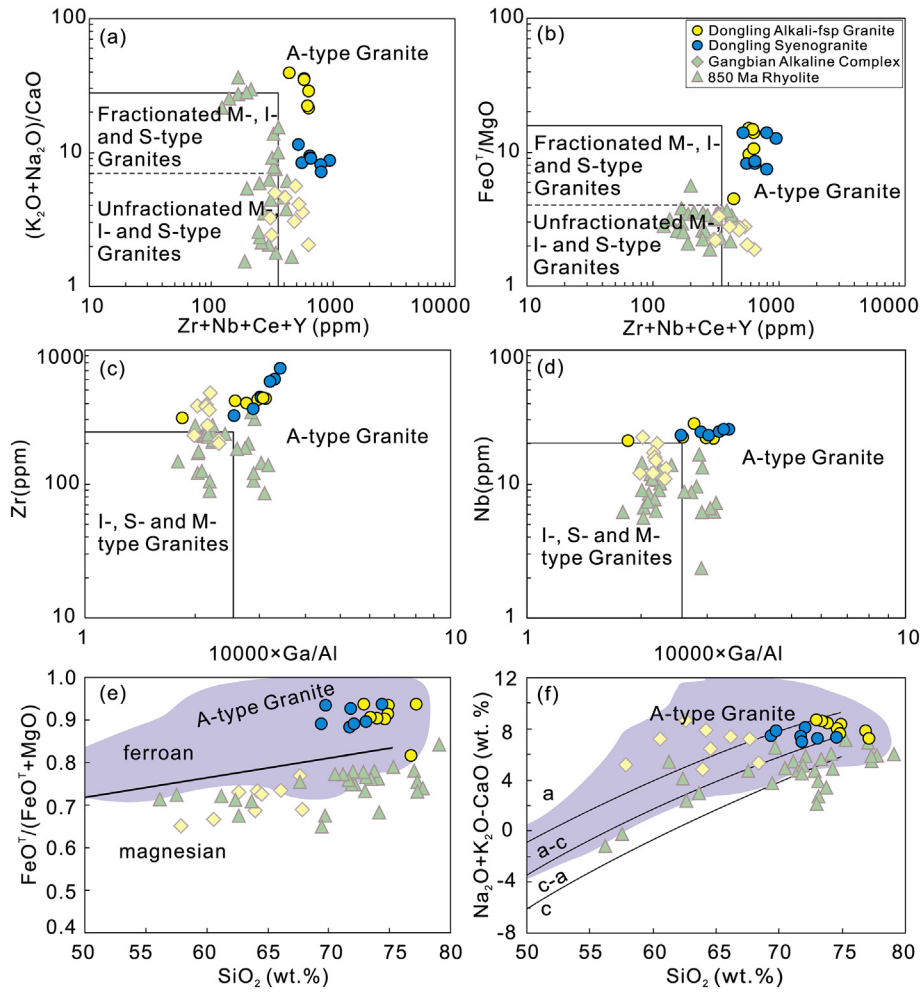 (a)
A-type Granite
Fractionated M-, I-
and S-type
Granites
Unfractionated M-,
I- and S-type
Granites
100
10
1
(K₂O+Na₂O)/CaO
10
100
1000
10000
Zr+Nb+Ce+Y (ppm)
(b)
Dongling Alkali-fsp Granite
Dongling Syenogranite
Gangbian Alkaline Complex
850 Ma Rhyolite
Fractionated M-, I-
and S-type
Granites
A-type Granite
Unfractionated M-,
I- and S-type
Granites
100
10
1
FeOᵀ/MgO
10
100
1000
10000
Zr+Nb+Ce+Y (ppm)
(c)
A-type Granite
I-, S- and M-
type Granites
1000
100
10
Zr(ppm)
1
10
10000×Ga/Al
(d)
A-type Granite
I-, S- and M-
type Granites
100
10
1
Nb(ppm)
1
10
10000×Ga/Al
(e)
A-type Granite
ferroan
magnesian
1.0
0.9
0.8
0.7
0.6
0.5
0.4
FeOᵀ/(FeOᵀ+MgO)
50
55
60
65
70
75
80
SiO₂ (wt.%)
(f)
A-type Granite
a
a-c
c-a
c
12
8
4
0
-4
-8
Na₂O+K₂O-CaO (wt. %)
50
55
60
65
70
75
80
SiO₂ (wt.%)